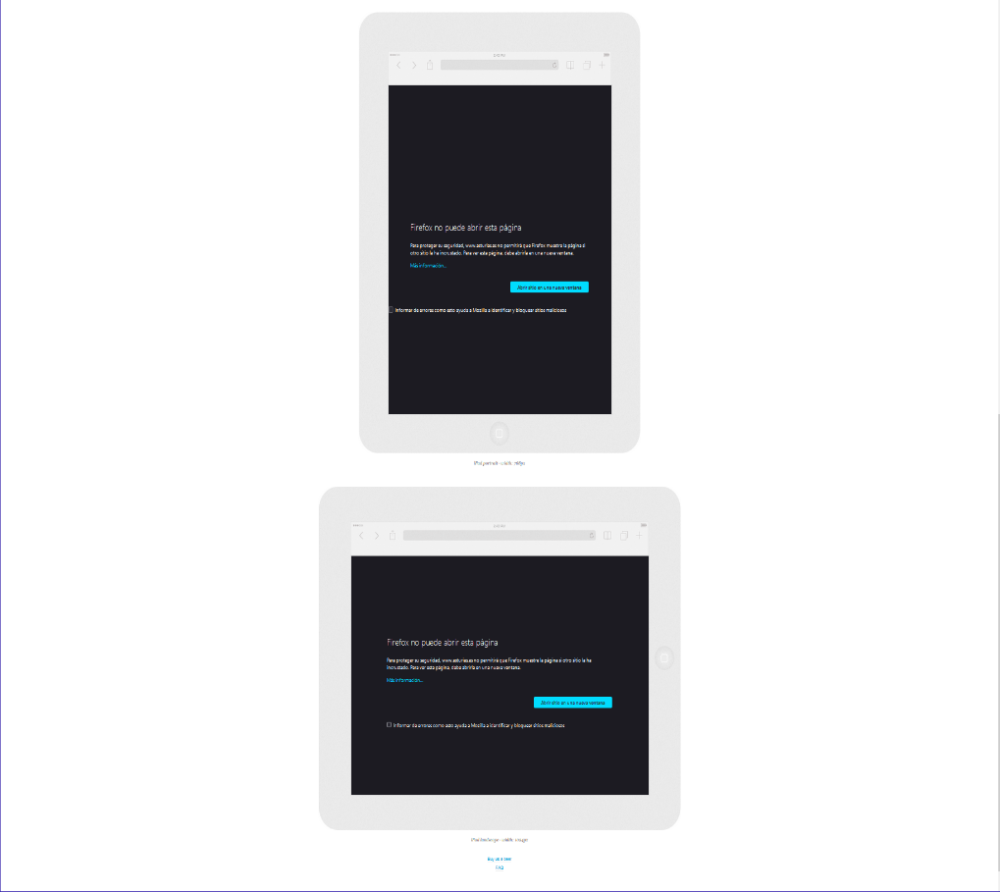 Firefox no puede abrir esta página
Para proteger su seguridad, www.asturias.es no permitirá que Firefox muestre la página si
otro sitio la ha incrustado. Para ver esta página, debe abrirla en una nueva ventana.
Más información...
Abrir sitio en una nueva ventana
Informar de errores como este ayuda a Mozilla a identificar y bloquear sitios maliciosos
Firefox no puede abrir esta página
Para proteger su seguridad, www.asturias.es no permitirá que Firefox muestre la página si otro sitio la ha
incrustado. Para ver esta página, debe abrirla en una nueva ventana.
Más información...
Abrir sitio en una nueva ventana
Informar de errores como este ayuda a Mozilla a identificar y bloquear sitios maliciosos
Buy us a beer
FAQ